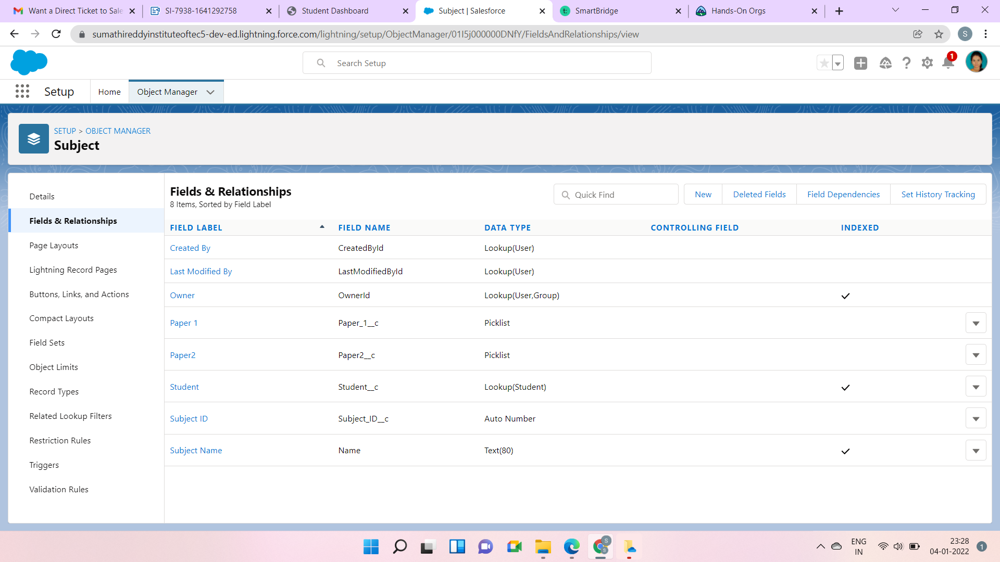 Want a Direct Ticket to Sale
SI-7938-1641292758
Student Dashboard
Subject | Salesforce
SmartBridge
Hands-On Orgs
sumathireddyinstituteoftec5-dev-ed.lightning.force.com/lightning/setup/ObjectManager/01I5j000000DNfY/FieldsAndRelationships/view
S
Search Setup
1
Setup
Home
Object Manager
SETUP > OBJECT MANAGER
Subject
Details
Fields & Relationships
Page Layouts
Lightning Record Pages
Buttons, Links, and Actions
Compact Layouts
Field Sets
Object Limits
Record Types
Related Lookup Filters
Restriction Rules
Triggers
Validation Rules
Fields & Relationships
8 Items, Sorted by Field Label
Quick Find
New
Deleted Fields
Field Dependencies
Set History Tracking
FIELD LABEL FIELD NAME DATA TYPE CONTROLLING FIELD INDEXED
Created By CreatedById Lookup(User)
Last Modified By LastModifiedById Lookup(User)
Owner OwnerId Lookup(User,Group)
Paper 1 Paper_1__c Picklist
Paper2 Paper2__c Picklist
Student Student__c Lookup(Student)
Subject ID Subject_ID__c Auto Number
Subject Name Name Text(80)
ENG
IN
23:28
04-01-2022
1